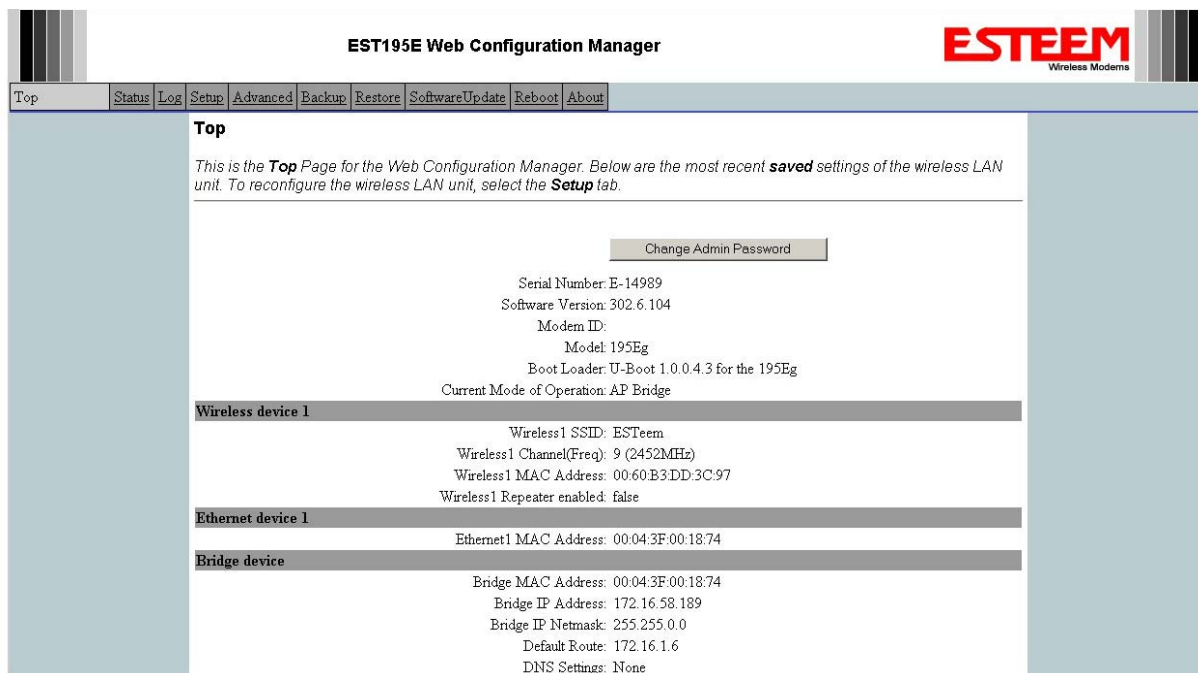 EST195E Web Configuration Manager
ESTEEM
Wireless Modems
Top Status Log Setup Advanced Backup Restore SoftwareUpdate Reboot About
Top
This is the Top Page for the Web Configuration Manager. Below are the most recent saved settings of the wireless LAN
unit. To reconfigure the wireless LAN unit, select the Setup tab.
Change Admin Password
Serial Number: E-14989
Software Version: 302.6.104
Modem ID:
Model: 195Eg
Boot Loader: U-Boot 1.0.0.4.3 for the 195Eg
Current Mode of Operation: AP Bridge
Wireless device 1
Wireless1 SSID: ESTeem
Wireless1 Channel(Freq): 9 (2452MHz)
Wireless1 MAC Address: 00:60:B3:DD:3C:97
Wireless1 Repeater enabled: false
Ethernet device 1
Ethernet1 MAC Address: 00:04:3F:00:18:74
Bridge device
Bridge MAC Address: 00:04:3F:00:18:74
Bridge IP Address: 172.16.58.189
Bridge IP Netmask: 255.255.0.0
Default Route: 172.16.1.6
DNS Settings: None